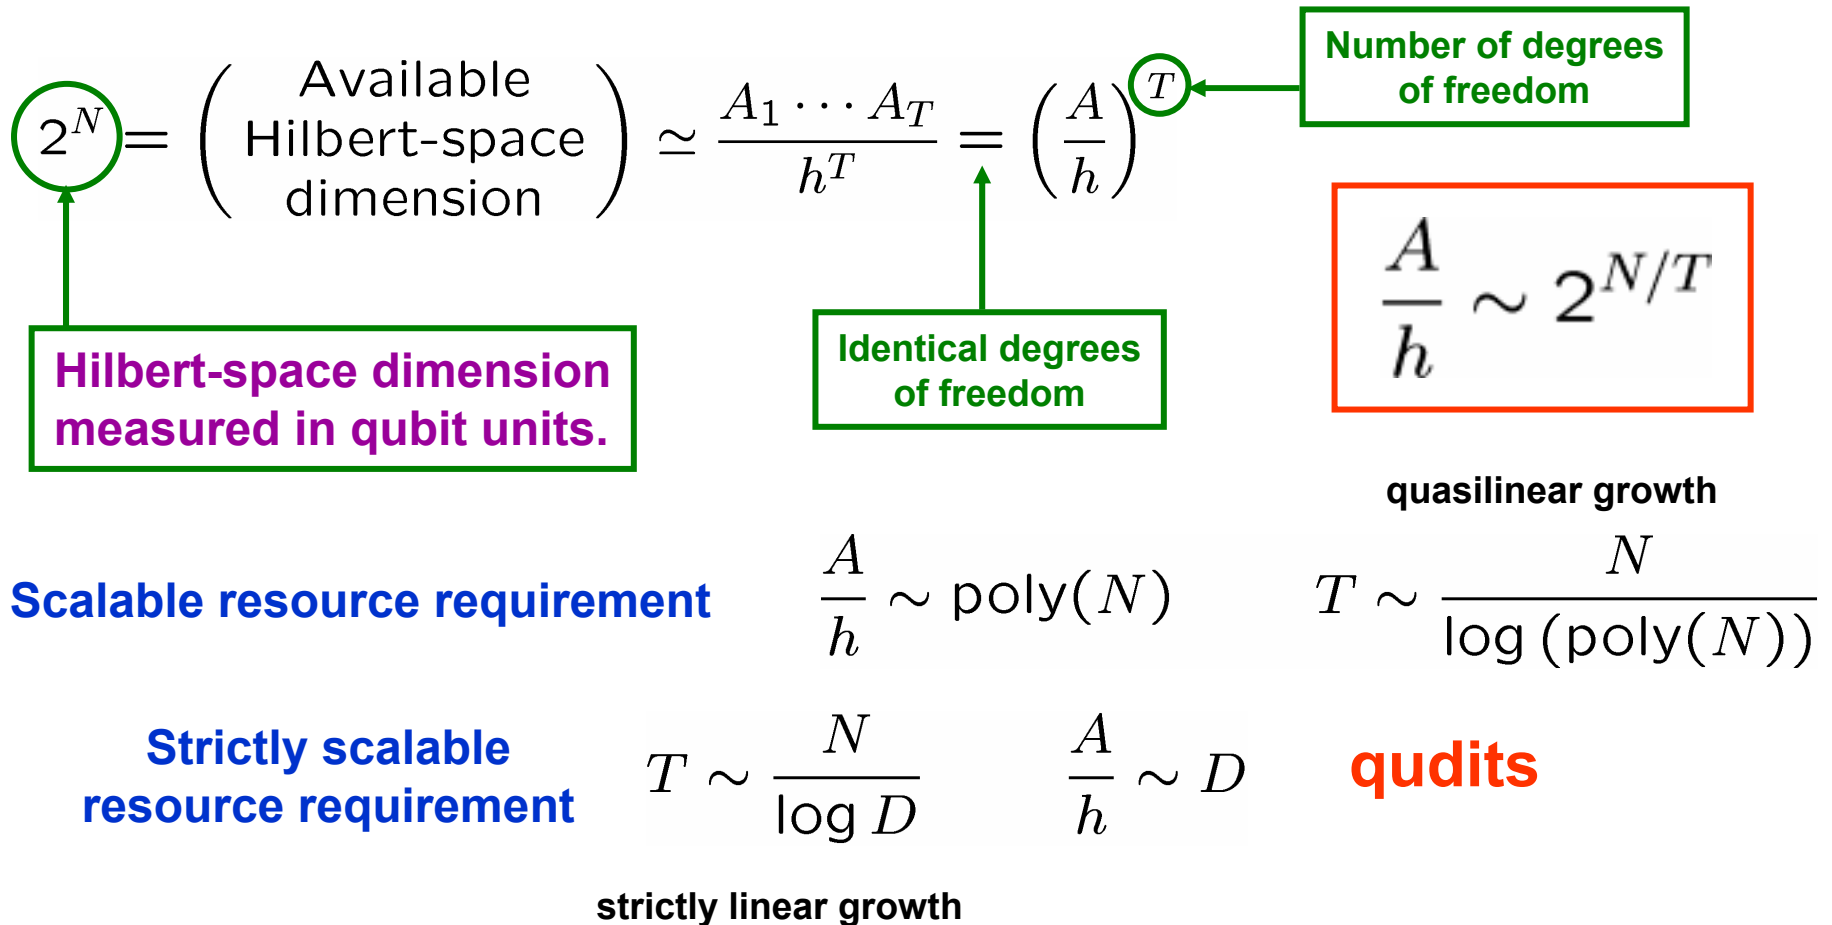 Number of degrees
of freedom
2^N = ( Available Hilbert-space dimension ) ≃ A_1 ··· A_T / h^T = (A / h)^T
A / h ∼ 2^{N/T}
Identical degrees
of freedom
Hilbert-space dimension
measured in qubit units.
quasilinear growth
Scalable resource requirement
A / h ∼ poly(N)
T ∼ N / log (poly(N))
Strictly scalable
resource requirement
T ∼ N / log D
A / h ∼ D
qudits
strictly linear growth